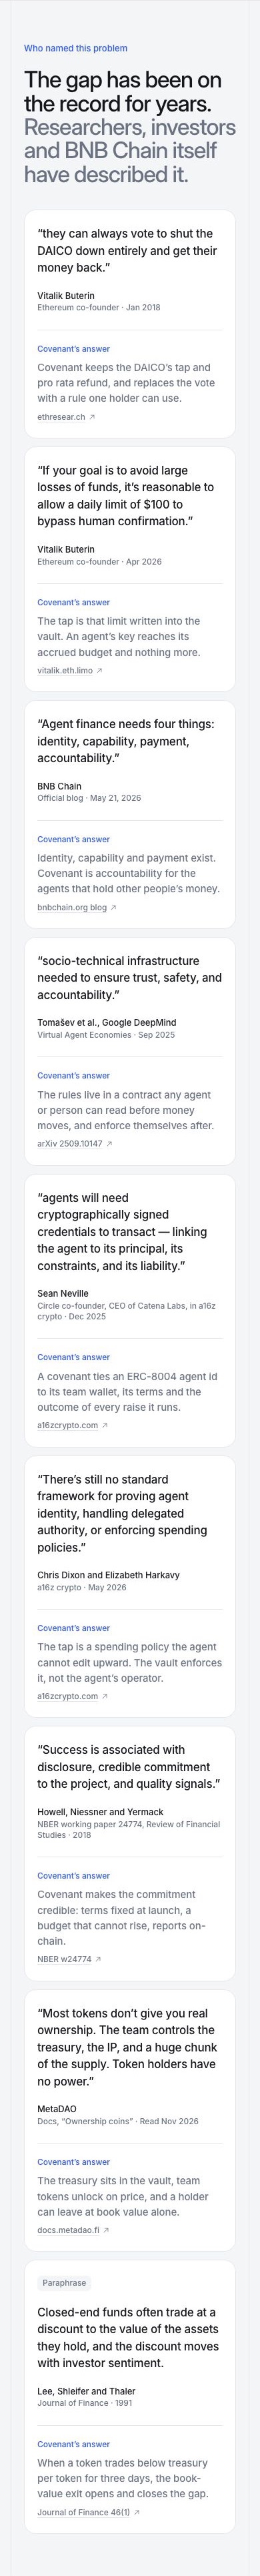 Who named this problem
The gap has been on
the record for years.
Researchers, investors
and BNB Chain itself
have described it.
“they can always vote to shut the
DAICO down entirely and get their
money back.”
Vitalik Buterin
Ethereum co-founder · Jan 2018
Covenant’s answer
Covenant keeps the DAICO’s tap and
pro rata refund, and replaces the vote
with a rule one holder can use.
ethresear.ch ↗
“If your goal is to avoid large
losses of funds, it’s reasonable to
allow a daily limit of $100 to
bypass human confirmation.”
Vitalik Buterin
Ethereum co-founder · Apr 2026
Covenant’s answer
The tap is that limit written into the
vault. An agent’s key reaches its
accrued budget and nothing more.
vitalik.eth.limo ↗
“Agent finance needs four things:
identity, capability, payment,
accountability.”
BNB Chain
Official blog · May 21, 2026
Covenant’s answer
Identity, capability and payment exist.
Covenant is accountability for the
agents that hold other people’s money.
bnbchain.org blog ↗
“socio-technical infrastructure
needed to ensure trust, safety, and
accountability.”
Tomašev et al., Google DeepMind
Virtual Agent Economies · Sep 2025
Covenant’s answer
The rules live in a contract any agent
or person can read before money
moves, and enforce themselves after.
arXiv 2509.10147 ↗
“agents will need
cryptographically signed
credentials to transact — linking
the agent to its principal, its
constraints, and its liability.”
Sean Neville
Circle co-founder, CEO of Catena Labs, in a16z
crypto · Dec 2025
Covenant’s answer
A covenant ties an ERC-8004 agent id
to its team wallet, its terms and the
outcome of every raise it runs.
a16zcrypto.com ↗
“There’s still no standard
framework for proving agent
identity, handling delegated
authority, or enforcing spending
policies.”
Chris Dixon and Elizabeth Harkavy
a16z crypto · May 2026
Covenant’s answer
The tap is a spending policy the agent
cannot edit upward. The vault enforces
it, not the agent’s operator.
a16zcrypto.com ↗
“Success is associated with
disclosure, credible commitment
to the project, and quality signals.”
Howell, Niessner and Yermack
NBER working paper 24774, Review of Financial
Studies · 2018
Covenant’s answer
Covenant makes the commitment
credible: terms fixed at launch, a
budget that cannot rise, reports on-
chain.
NBER w24774 ↗
“Most tokens don’t give you real
ownership. The team controls the
treasury, the IP, and a huge chunk
of the supply. Token holders have
no power.”
MetaDAO
Docs, “Ownership coins” · Read Nov 2026
Covenant’s answer
The treasury sits in the vault, team
tokens unlock on price, and a holder
can leave at book value alone.
docs.metadao.fi ↗
Paraphrase
Closed-end funds often trade at a
discount to the value of the assets
they hold, and the discount moves
with investor sentiment.
Lee, Shleifer and Thaler
Journal of Finance · 1991
Covenant’s answer
When a token trades below treasury
per token for three days, the book-
value exit opens and closes the gap.
Journal of Finance 46(1) ↗